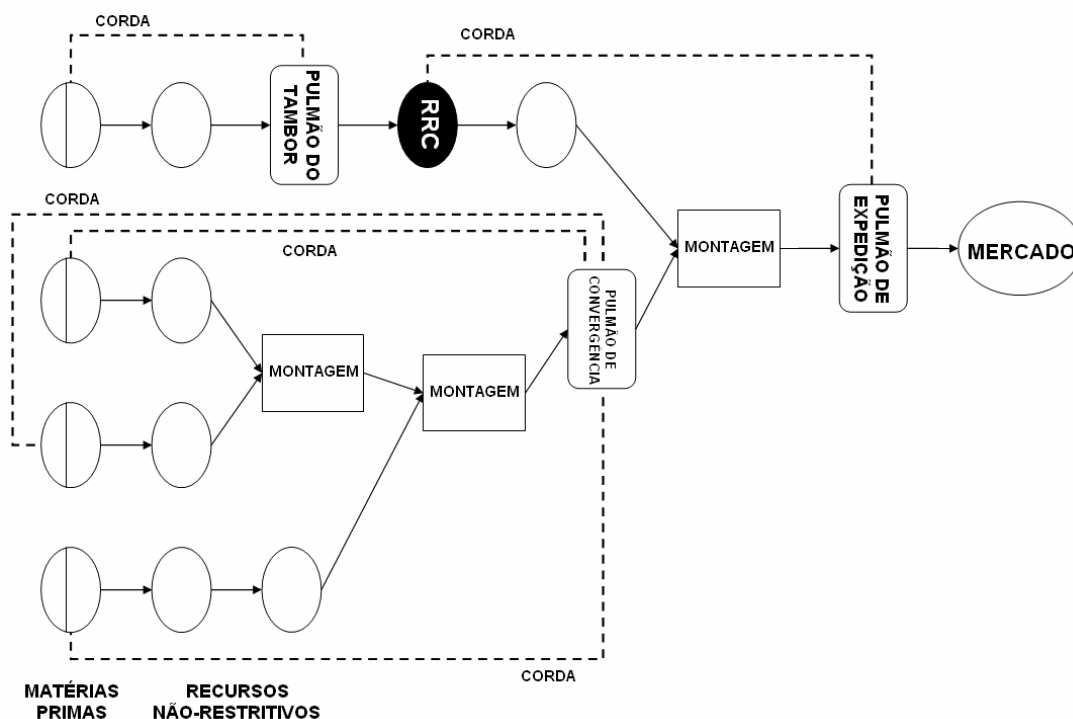 CORDA
CORDA
PULMÃO DO
TAMBOR
RRC
CORDA
CORDA
PULMÃO DE
EXPEDIÇÃO
MERCADO
MONTAGEM
PULMÃO DE
CONVERGENCIA
MONTAGEM
MONTAGEM
CORDA
MATÉRIAS
PRIMAS
RECURSOS
NÃO-RESTRITIVOS